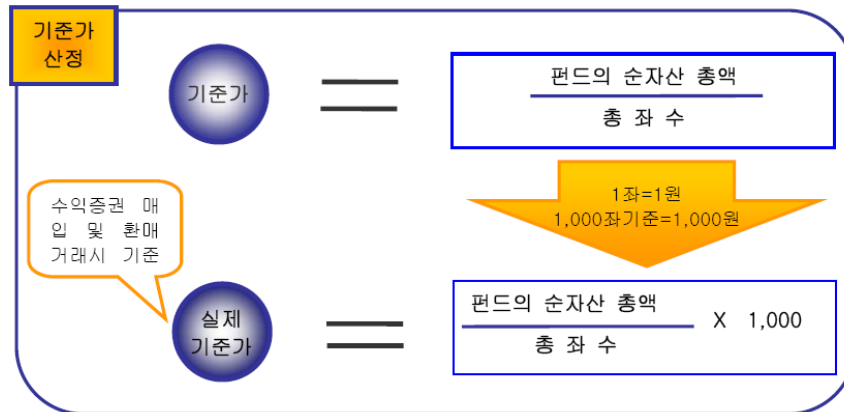 기준가
산정
기준가
펀드의 순자산 총액
총 좌 수
1좌=1원
1,000좌기준=1,000원
수익증권 매
입 및 환매
거래시 기준
실제
기준가
펀드의 순자산 총액
총 좌 수
X 1,000